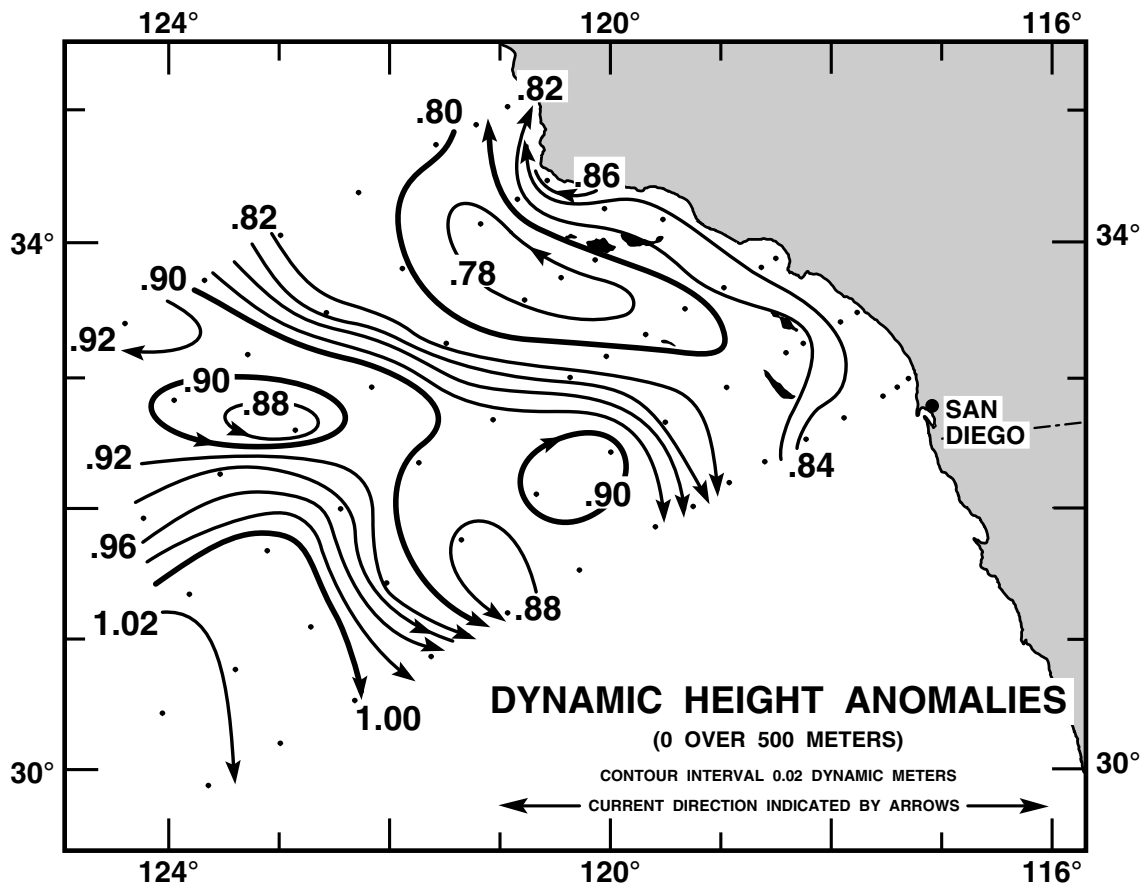 124° 120° 116°
.82
.80
.86
.82
34° 34°
.78
.90
.92
.90
.88
SAN
DIEGO
.92
.84
.90
.96
.88
1.02
DYNAMIC HEIGHT ANOMALIES
1.00
(0 OVER 500 METERS)
30° 30°
CONTOUR INTERVAL 0.02 DYNAMIC METERS
CURRENT DIRECTION INDICATED BY ARROWS
124° 120° 116°